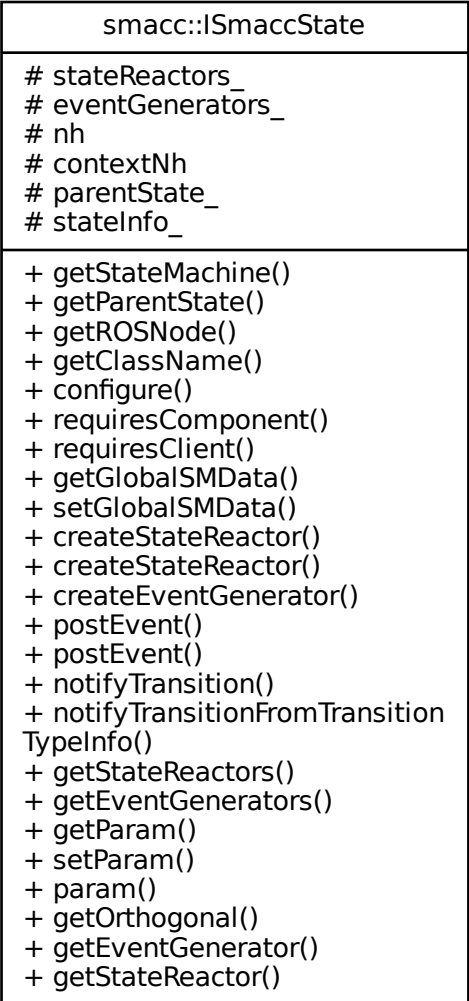 smacc::ISmaccState
# stateReactors_
# eventGenerators_
# nh
# contextNh
# parentState_
# stateInfo_
+ getStateMachine()
+ getParentState()
+ getROSNode()
+ getClassName()
+ configure()
+ requiresComponent()
+ requiresClient()
+ getGlobalSMData()
+ setGlobalSMData()
+ createStateReactor()
+ createStateReactor()
+ createEventGenerator()
+ postEvent()
+ postEvent()
+ notifyTransition()
+ notifyTransitionFromTransition
TypeInfo()
+ getStateReactors()
+ getEventGenerators()
+ getParam()
+ setParam()
+ param()
+ getOrthogonal()
+ getEventGenerator()
+ getStateReactor()